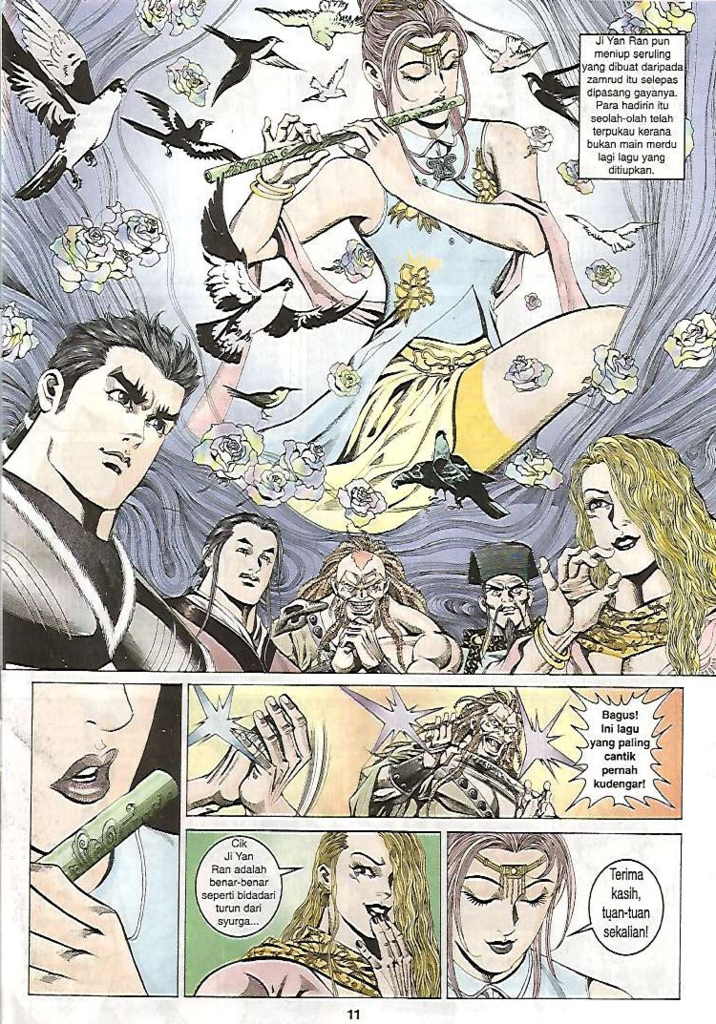 Ji Yan Ran pun
meniup seruling
yang dibuat daripada
zamrud itu selepas
dipasang gayanya.
Para hadirin itu
seolah-olah telah
terpukau kerana
bukan main merdu
lagi lagu yang
ditiupkan.
Bagus!
Ini lagu
yang paling
cantik
pernah
kudengar!
Cik
Ji Yan
Ran adalah
benar-benar
seperti bidadari
turun dari
syurga...
Terima
kasih,
tuan-tuan
sekalian!
11